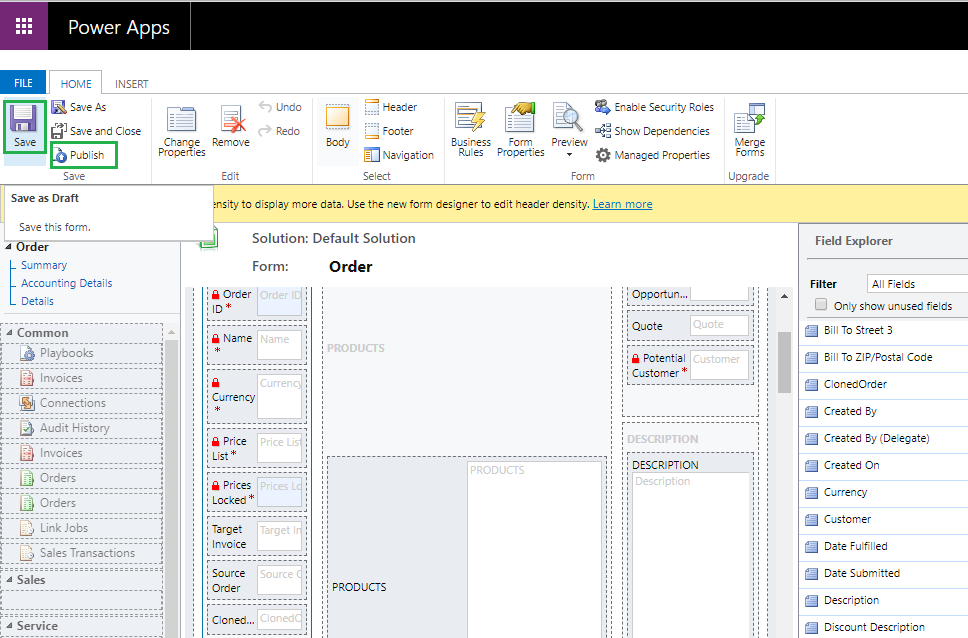 Power Apps
FILE
HOME
INSERT
Save
Save As
Save and Close
Publish
Save
Change
Properties
Remove
Undo
Redo
Edit
Body
Header
Footer
Navigation
Select
Business
Rules
Form
Properties
Preview
Enable Security Roles
Show Dependencies
Managed Properties
Form
Merge
Forms
Upgrade
Save as Draft
Save this form.
ensity to display more data. Use the new form designer to edit header density. Learn more
Order
Summary
Accounting Details
Details
Common
Playbooks
Invoices
Connections
Audit History
Invoices
Orders
Orders
Link Jobs
Sales Transactions
Sales
Service
Solution: Default Solution
Form: Order
Order
ID *
Order ID
Name
*
Name
Currency
*
Currency
Price
List *
Price List
Prices
Locked *
Prices Lo
Target
Invoice
Target In
Source
Order
Source O
Cloned...
ClonedO
PRODUCTS
PRODUCTS
PRODUCTS
Opportun...
Quote
Quote
Potential
Customer *
Customer
DESCRIPTION
DESCRIPTION
Description
Field Explorer
Filter
All Fields
Only show unused fields
Bill To Street 3
Bill To ZIP/Postal Code
ClonedOrder
Created By
Created By (Delegate)
Created On
Currency
Customer
Date Fulfilled
Date Submitted
Description
Discount Description